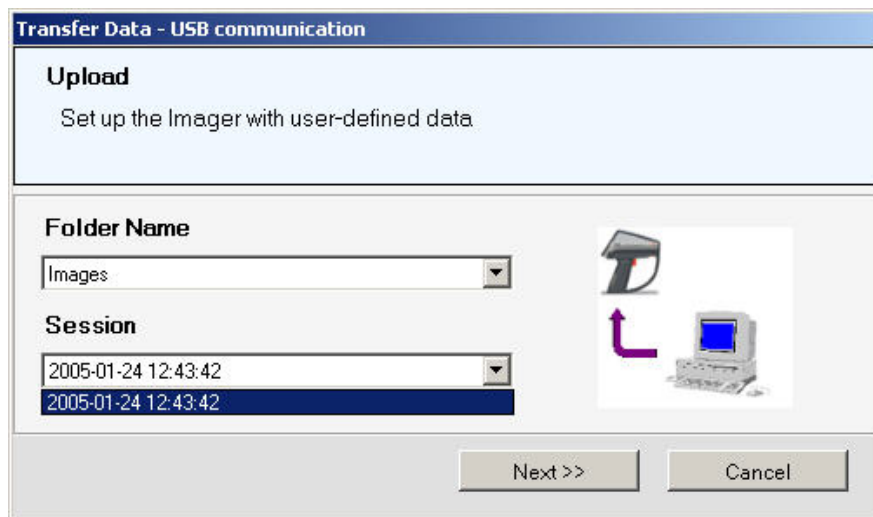 Transfer Data - USB communication
Upload
Set up the Imager with user-defined data
Folder Name
Images
Session
2005-01-24 12:43:42
2005-01-24 12:43:42
Next >>
Cancel